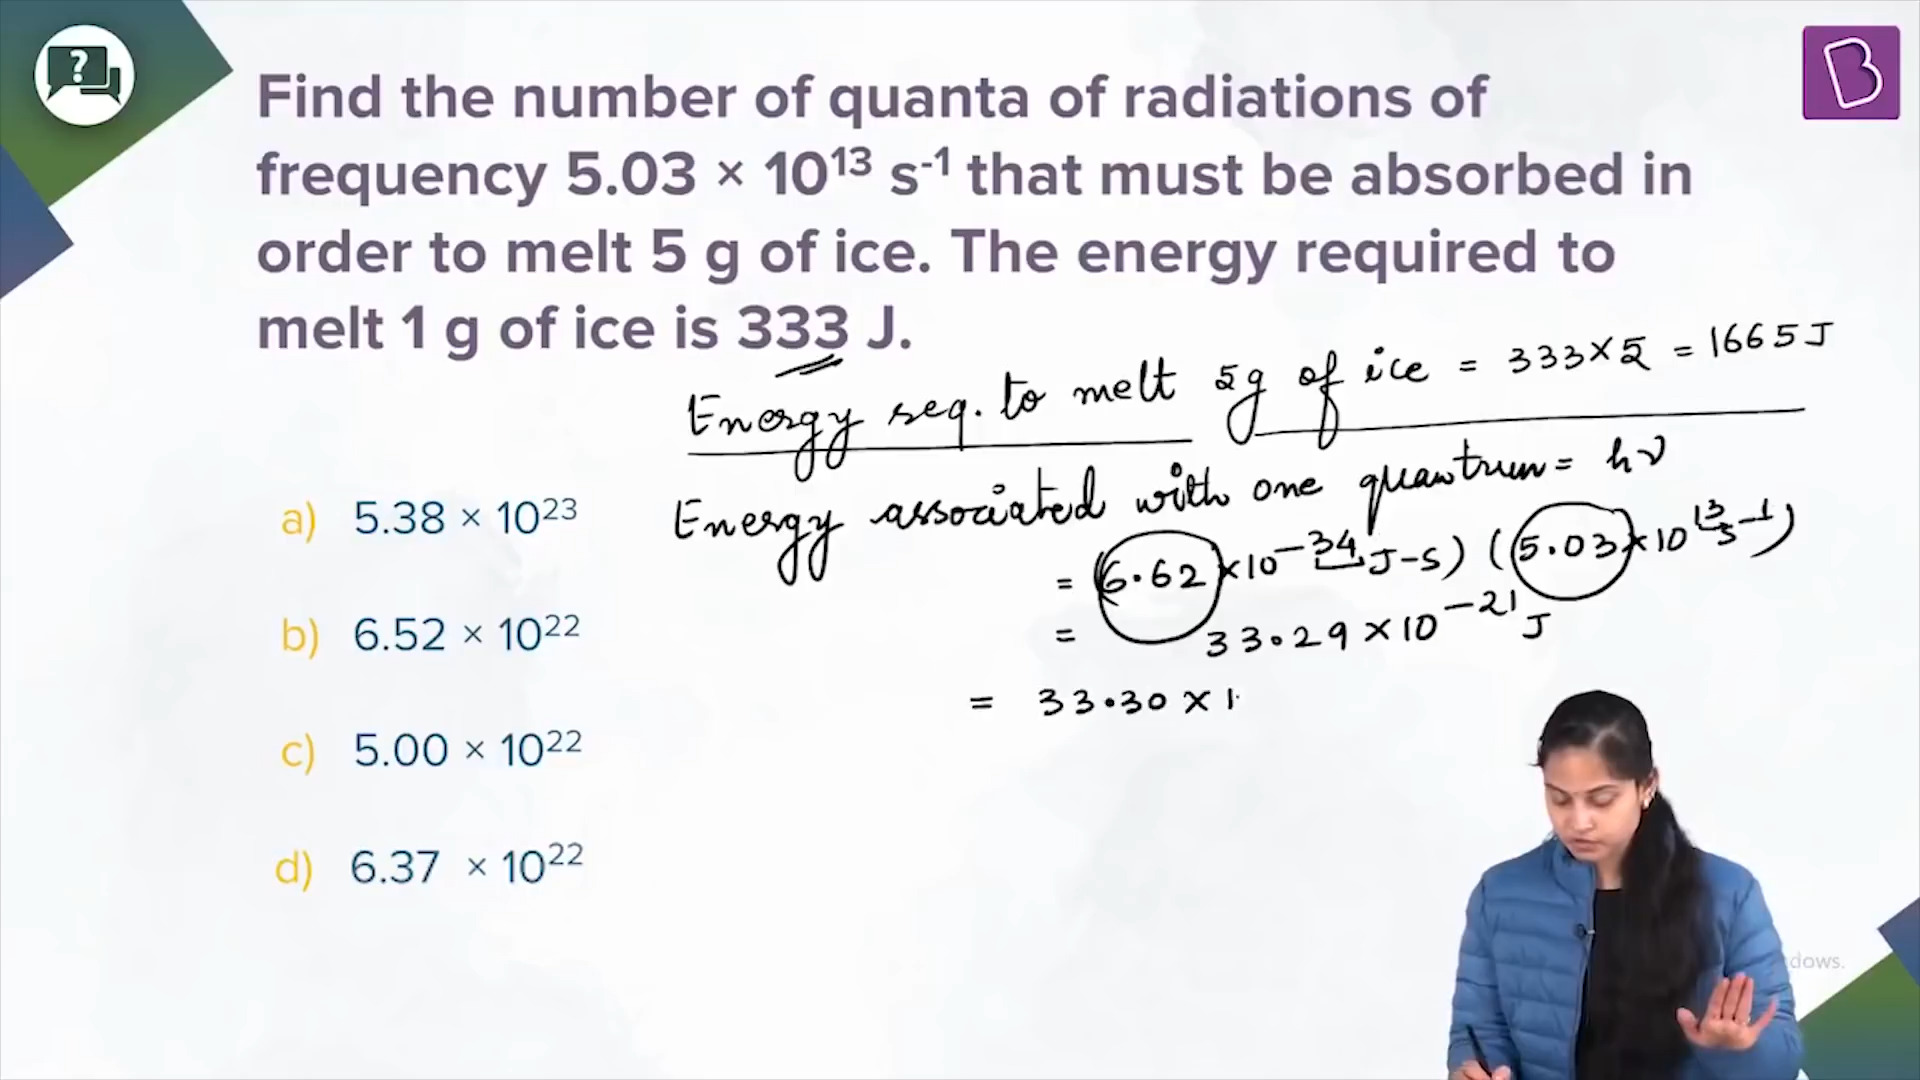 ?
B
Find the number of quanta of radiations of
frequency 5.03 × 10¹³ s⁻¹ that must be absorbed in
order to melt 5 g of ice. The energy required to
melt 1 g of ice is 333 J.
Energy req. to melt 5g of ice = 333×5 = 1665 J
Energy associated with one quantum = hν
= (6.62 ×10⁻³⁴ J-s) (5.03×10¹³ s⁻¹)
= 33.29 ×10⁻²¹ J
= 33.30 × 1
a) 5.38 × 10²³
b) 6.52 × 10²²
c) 5.00 × 10²²
d) 6.37 × 10²²
dows.